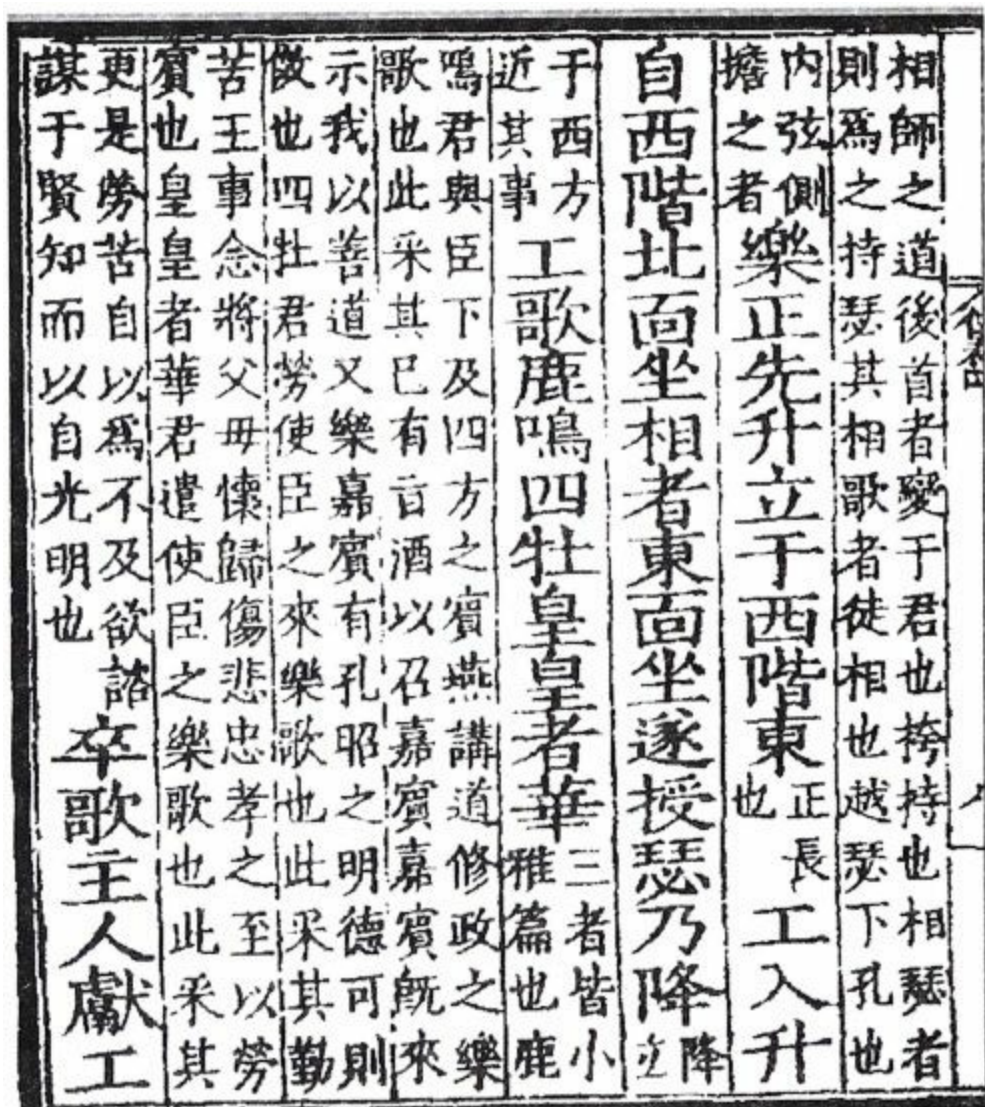 相師之道後首者變于君也挎持也相瑟者
則爲之持瑟其相歌者徒相也越瑟下孔也
内弦側
擔之者
樂正先升立于西階東
正長
也
工入升
自西階北面坐相者東面坐遂授瑟乃降
降
立
于西方
近其事
工歌鹿鳴四牡皇皇者華
三者皆小
雅篇也鹿
鳴君與臣下及四方之賓燕講道修政之樂
歌也此采其已有旨酒以召嘉賓嘉賓既來
示我以善道又樂嘉賓有孔昭之明德可則
傚也四牡君勞使臣之來樂歌也此采其勤
苦王事念將父母懷歸傷悲忠孝之至以勞
賓也皇皇者華君遣使臣之樂歌也此采其
更是勞苦自以爲不及欲諮
謀于賢知而以自光明也
卒歌主人獻工